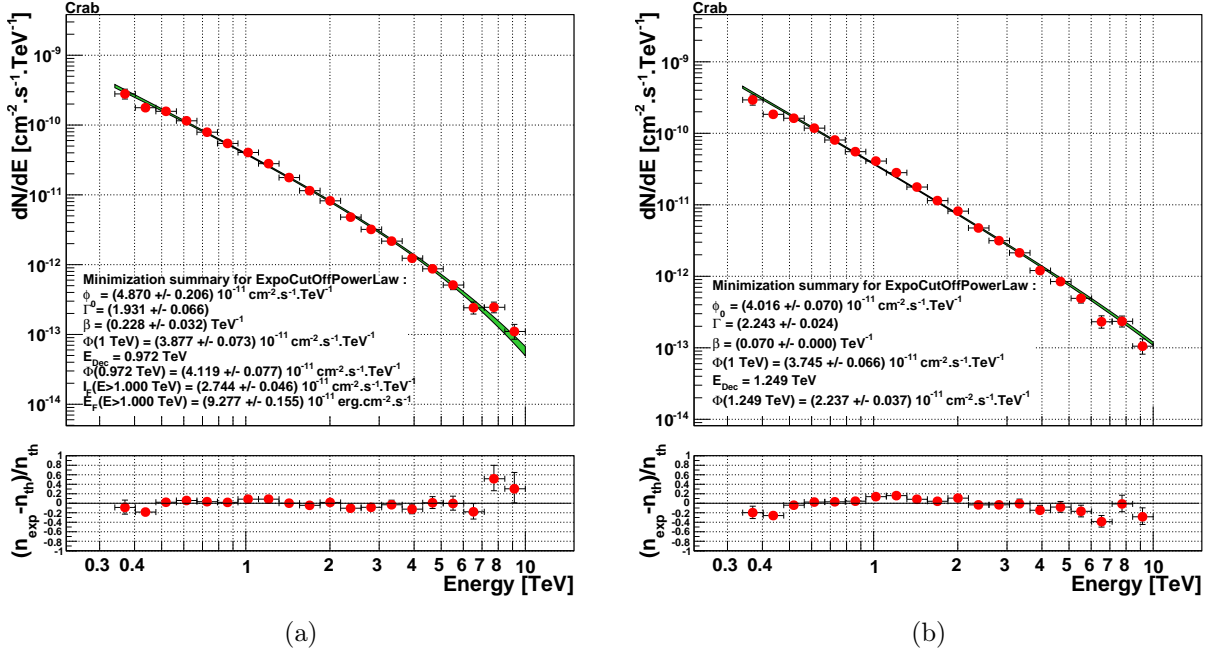 Crab
dN/dE [cm⁻².s⁻¹.TeV⁻¹]
10⁻⁹
10⁻¹⁰
10⁻¹¹
10⁻¹²
10⁻¹³
10⁻¹⁴
Minimization summary for ExpoCutOffPowerLaw :
ϕ₀ = (4.870 +/- 0.206) 10⁻¹¹ cm⁻².s⁻¹.TeV⁻¹
Γ = (1.931 +/- 0.066)
β = (0.228 +/- 0.032) TeV⁻¹
Φ(1 TeV) = (3.877 +/- 0.073) 10⁻¹¹ cm⁻².s⁻¹.TeV⁻¹
E_Dec = 0.972 TeV
Φ(0.972 TeV) = (4.119 +/- 0.077) 10⁻¹¹ cm⁻².s⁻¹.TeV⁻¹
I_F(E>1.000 TeV) = (2.744 +/- 0.046) 10⁻¹¹ cm⁻².s⁻¹
E_F(E>1.000 TeV) = (9.277 +/- 0.155) 10⁻¹¹ erg.cm⁻².s⁻¹
(n_exp-n_th)/n_th
1
0.8
0.6
0.4
0.2
0
-0.2
-0.4
-0.6
-0.8
-1
0.3 0.4 1 2 3 4 5 6 7 8 10
Energy [TeV]
(a)
Crab
dN/dE [cm⁻².s⁻¹.TeV⁻¹]
10⁻⁹
10⁻¹⁰
10⁻¹¹
10⁻¹²
10⁻¹³
10⁻¹⁴
Minimization summary for ExpoCutOffPowerLaw :
ϕ₀ = (4.016 +/- 0.070) 10⁻¹¹ cm⁻².s⁻¹.TeV⁻¹
Γ = (2.243 +/- 0.024)
β = (0.070 +/- 0.000) TeV⁻¹
Φ(1 TeV) = (3.745 +/- 0.066) 10⁻¹¹ cm⁻².s⁻¹.TeV⁻¹
E_Dec = 1.249 TeV
Φ(1.249 TeV) = (2.237 +/- 0.037) 10⁻¹¹ cm⁻².s⁻¹.TeV⁻¹
(n_exp-n_th)/n_th
1
0.8
0.6
0.4
0.2
0
-0.2
-0.4
-0.6
-0.8
-1
0.3 0.4 1 2 3 4 5 6 7 8 10
Energy [TeV]
(b)